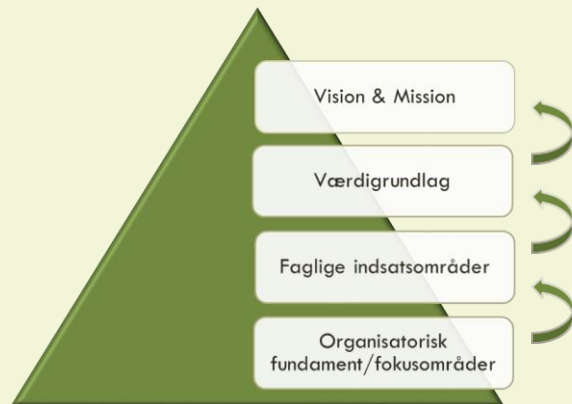 Vision & Mission
Værdigrundlag
Faglige indsatsområder
Organisatorisk
fundament/fokusområder